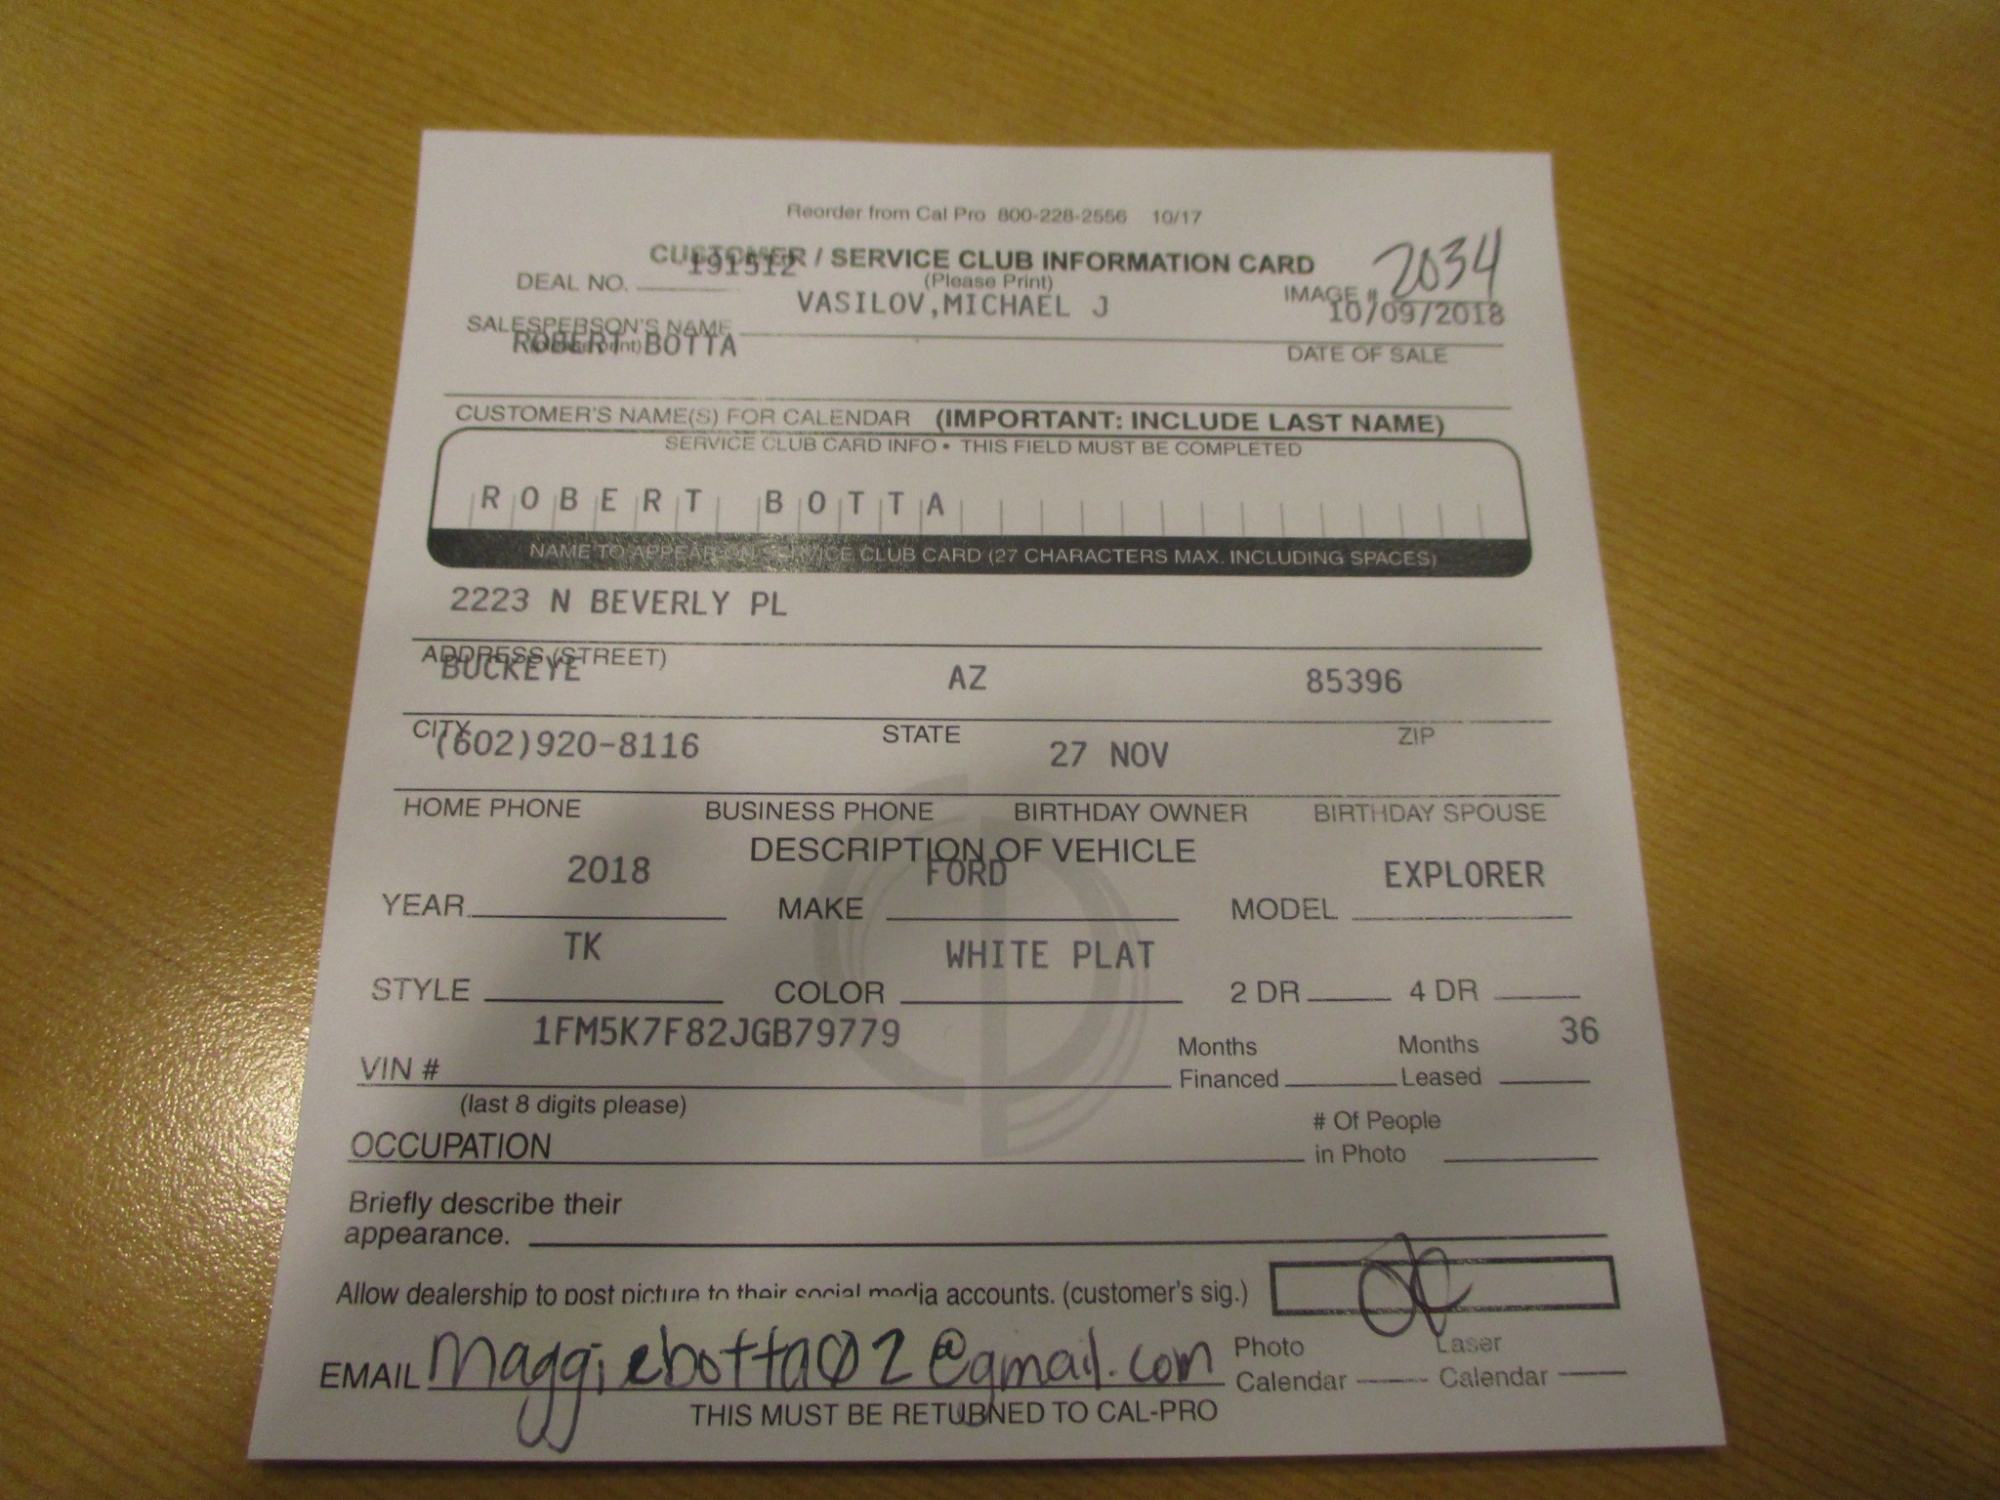 Reorder from Cal Pro 800-228-2556 10/17
CUSTOMER / SERVICE CLUB INFORMATION CARD
DEAL NO. 191512 (Please Print) IMAGE # 2034
VASILOV,MICHAEL J 10/09/2018
SALESPERSON'S NAME (please print) DATE OF SALE
ROBERT BOTTA
CUSTOMER'S NAME(S) FOR CALENDAR (IMPORTANT: INCLUDE LAST NAME)
SERVICE CLUB CARD INFO • THIS FIELD MUST BE COMPLETED
ROBERT BOTTA
NAME TO APPEAR ON SERVICE CLUB CARD (27 CHARACTERS MAX. INCLUDING SPACES)
2223 N BEVERLY PL
ADDRESS (STREET)
BUCKEYE AZ 85396
CITY STATE ZIP
(602)920-8116 27 NOV
HOME PHONE BUSINESS PHONE BIRTHDAY OWNER BIRTHDAY SPOUSE
DESCRIPTION OF VEHICLE
2018 FORD EXPLORER
YEAR MAKE MODEL
TK WHITE PLAT
STYLE COLOR 2 DR 4 DR
1FM5K7F82JGB79779 36
VIN # Months Financed Months Leased
(last 8 digits please)
OCCUPATION # Of People in Photo
Briefly describe their
appearance.
Allow dealership to post picture to their social media accounts. (customer's sig.)
EMAIL maggiebotta02@gmail.com Photo Calendar Laser Calendar
THIS MUST BE RETURNED TO CAL-PRO